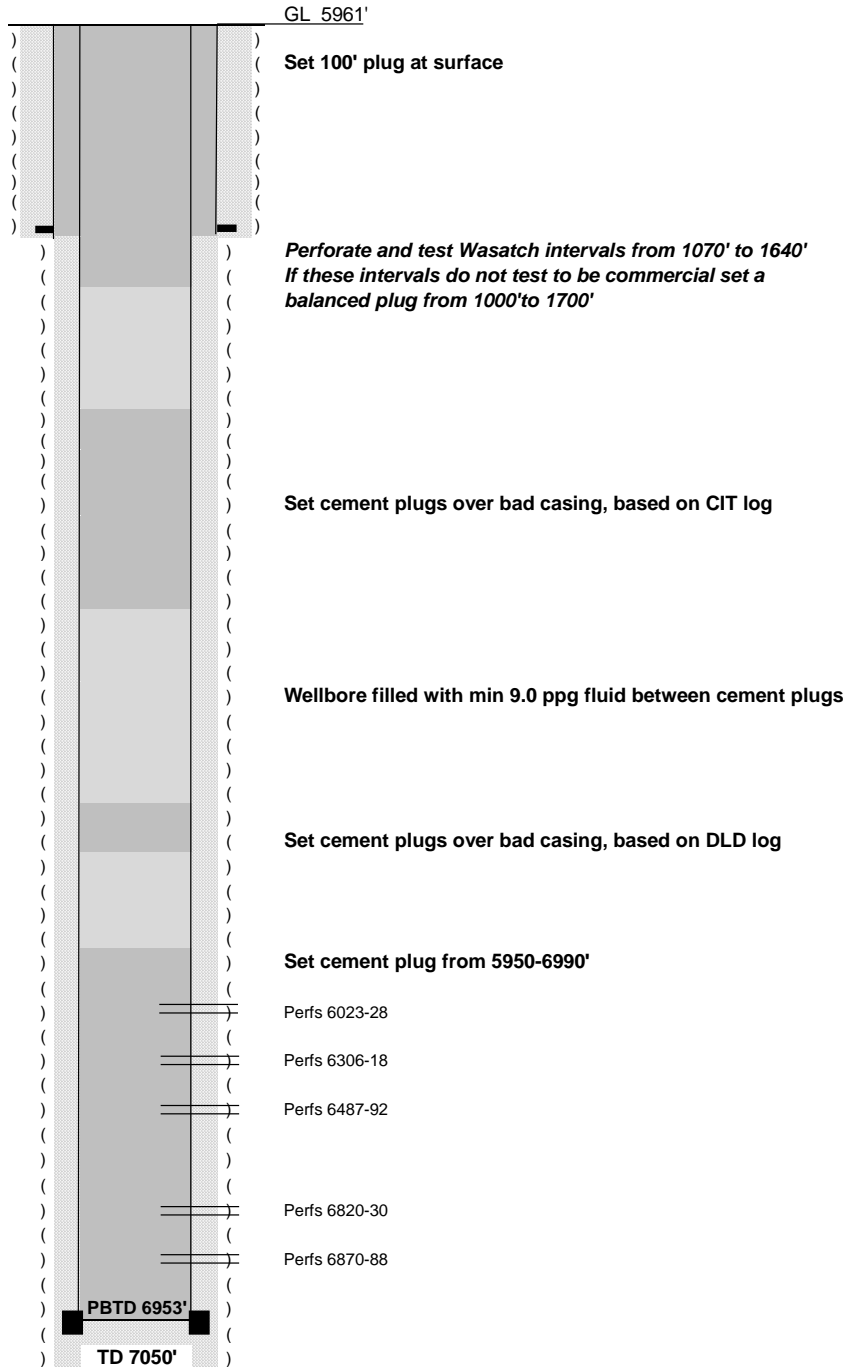 GL 5961'
Set 100' plug at surface
Perforate and test Wasatch intervals from 1070' to 1640'
If these intervals do not test to be commercial set a
balanced plug from 1000'to 1700'
Set cement plugs over bad casing, based on CIT log
Wellbore filled with min 9.0 ppg fluid between cement plugs
Set cement plugs over bad casing, based on DLD log
Set cement plug from 5950-6990'
Perfs 6023-28
Perfs 6306-18
Perfs 6487-92
Perfs 6820-30
Perfs 6870-88
PBTD 6953'
TD 7050'